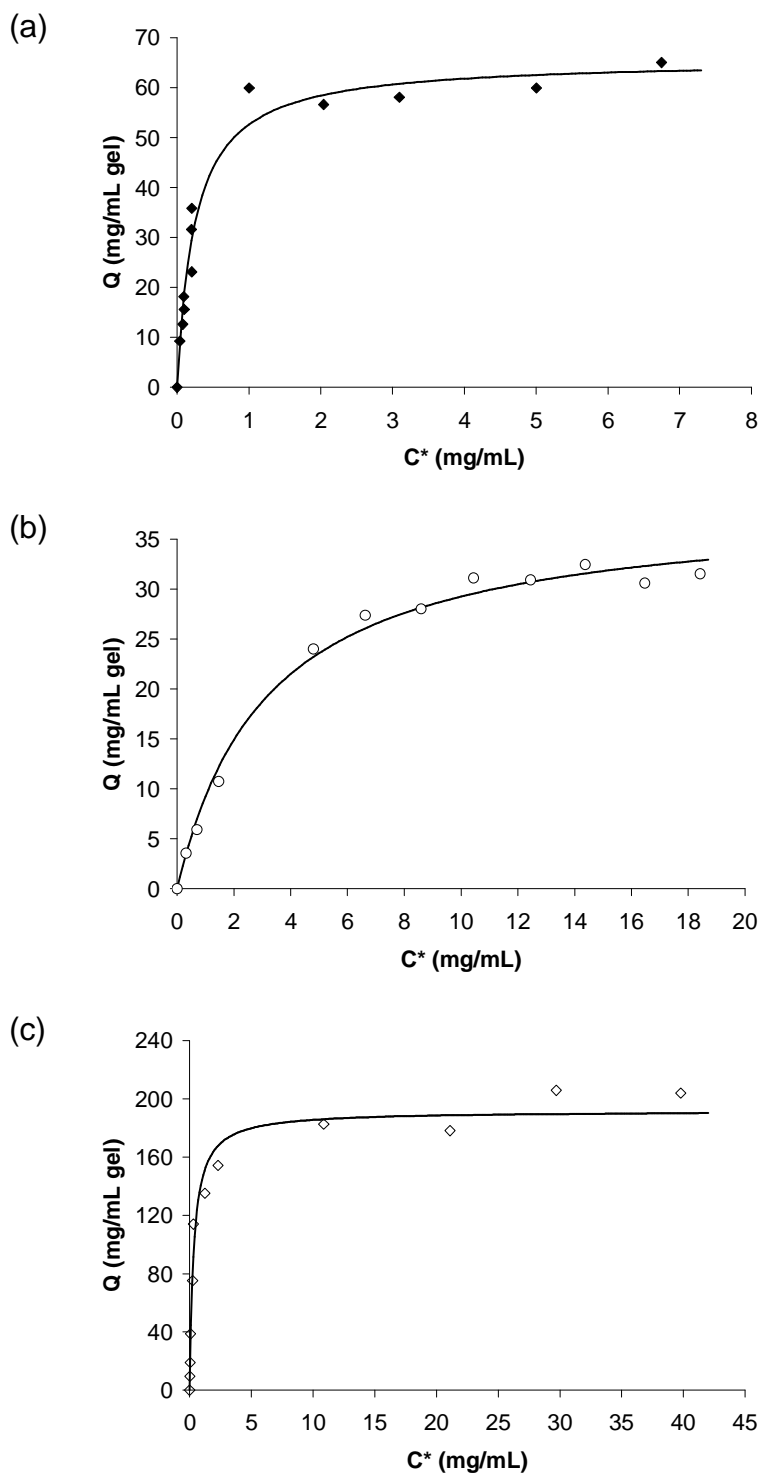 (a)
70
60
50
40
30
20
10
0
Q (mg/mL gel)
0 1 2 3 4 5 6 7 8
C* (mg/mL)
(b)
35
30
25
20
15
10
5
0
Q (mg/mL gel)
0 2 4 6 8 10 12 14 16 18 20
C* (mg/mL)
(c)
240
200
160
120
80
40
0
Q (mg/mL gel)
0 5 10 15 20 25 30 35 40 45
C* (mg/mL)